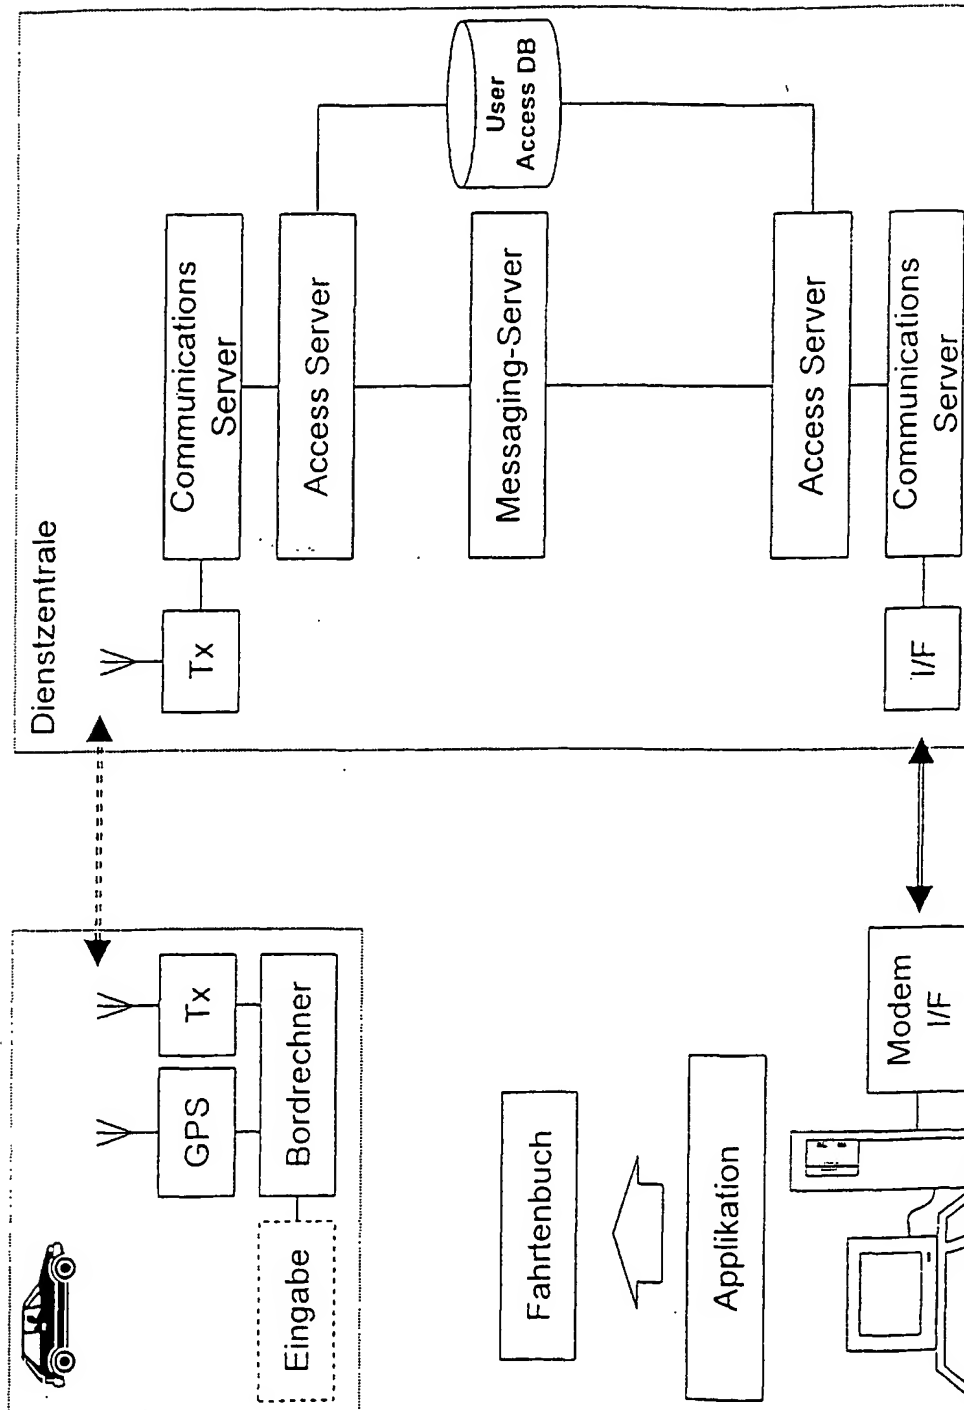 GPS
Tx
Eingabe
Bordrechner
Fahrtenbuch
Applikation
Modem
I/F
Dienstzentrale
Tx
Communications
Server
Access Server
User
Access DB
Messaging-Server
Access Server
I/F
Communications
Server